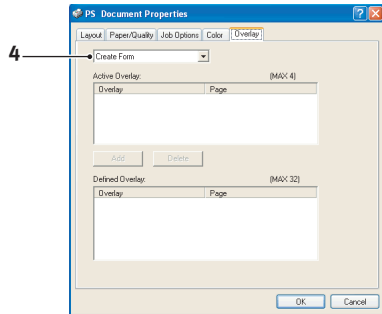 PS Document Properties
Layout Paper/Quality Job Options Color Overlay
4
Create Form
Active Overlay: (MAX 4)
Overlay Page
Add Delete
Defined Overlay: (MAX 32)
Overlay Page
OK Cancel